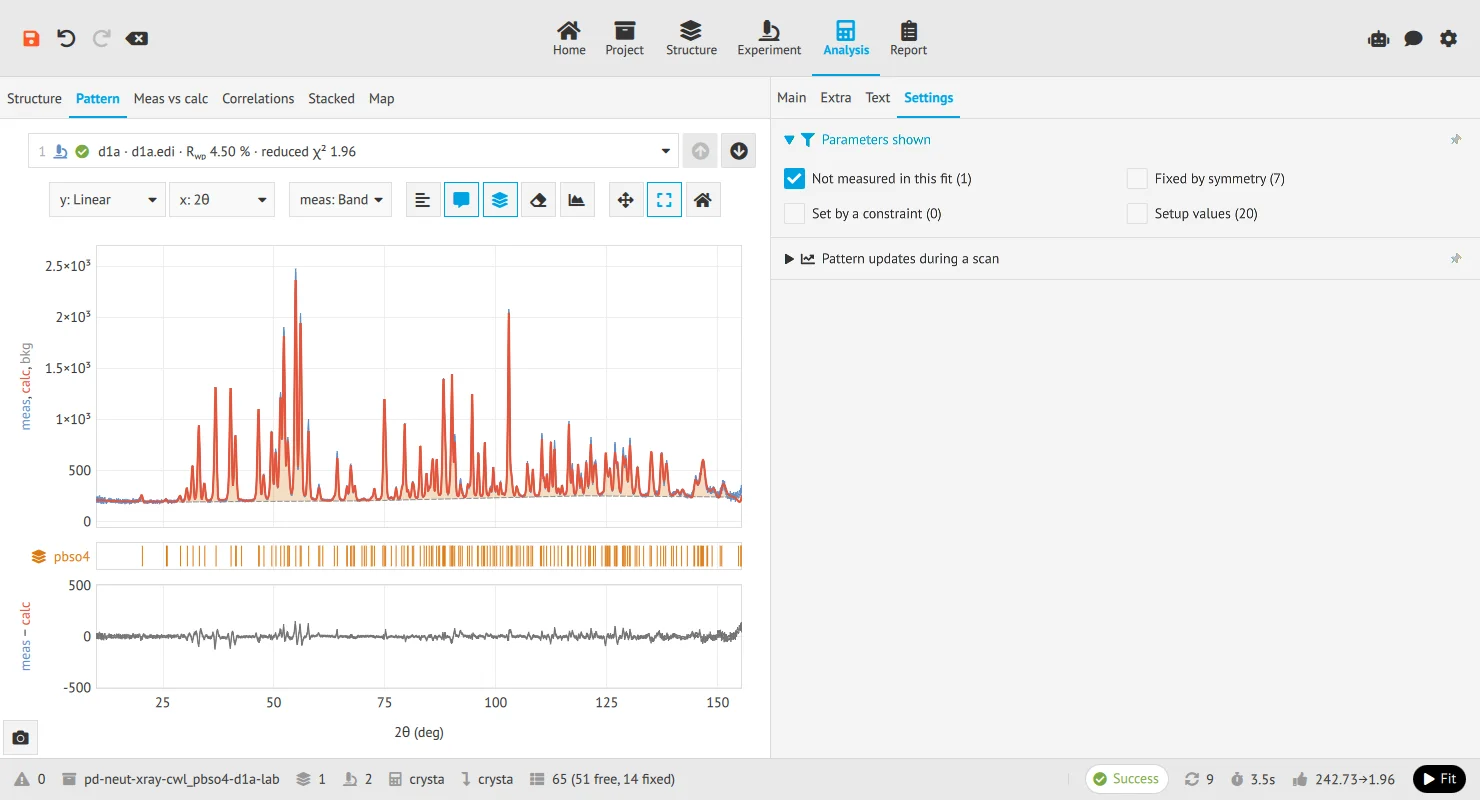 Home Project Structure Experiment Analysis Report
Structure Pattern Meas vs calc Correlations Stacked Map
Main Extra Text Settings
1 d1a · d1a.edi · Rwp 4.50 % · reduced χ² 1.96
y: Linear x: 2θ meas: Band
Parameters shown
Not measured in this fit (1) Fixed by symmetry (7)
Set by a constraint (0) Setup values (20)
Pattern updates during a scan
2.5×10³
2×10³
1.5×10³
1×10³
500
0
meas, calc, bkg
pbso4
500
0
-500
meas − calc
25 50 75 100 125 150
2θ (deg)
0 pd-neut-xray-cwl_pbso4-d1a-lab 1 2 crysta crysta 65 (51 free, 14 fixed) Success 9 3.5s 242.73→1.96 Fit